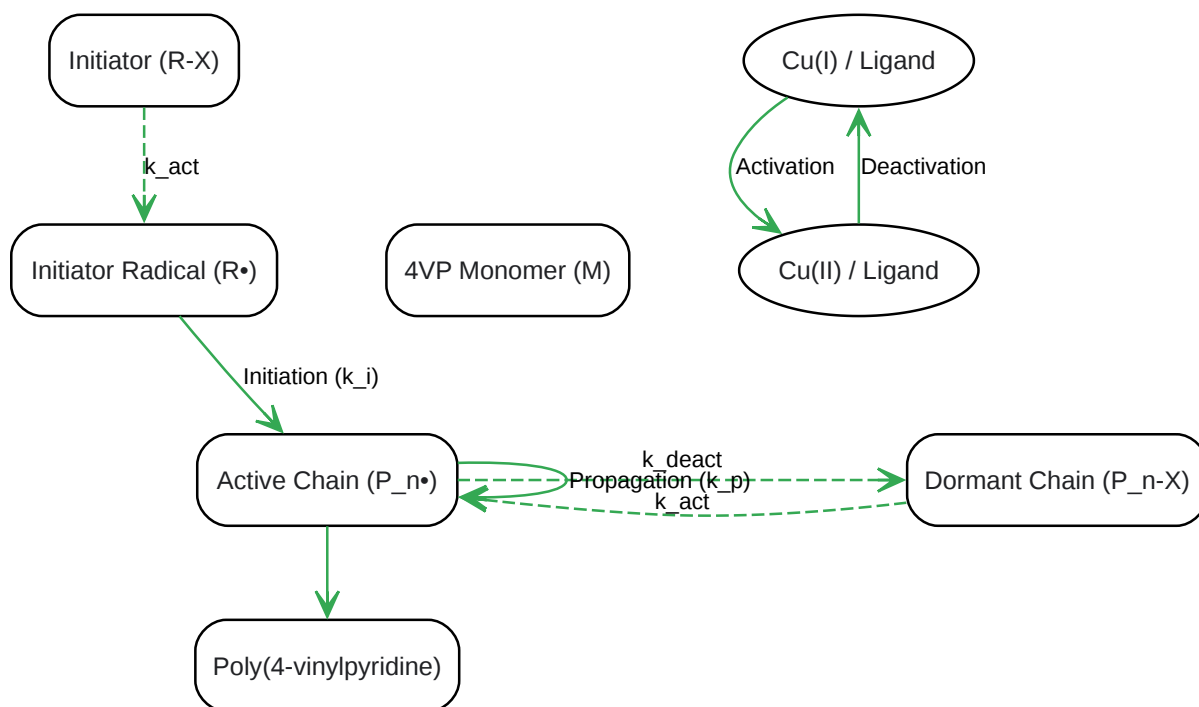 Initiator (R-X)
Cu(I) / Ligand
k_act
Activation
Deactivation
Initiator Radical (R•)
4VP Monomer (M)
Cu(II) / Ligand
Initiation (k_i)
k_deact
Active Chain (P_n•)
Propagation (k_p)
Dormant Chain (P_n-X)
k_act
Poly(4-vinylpyridine)